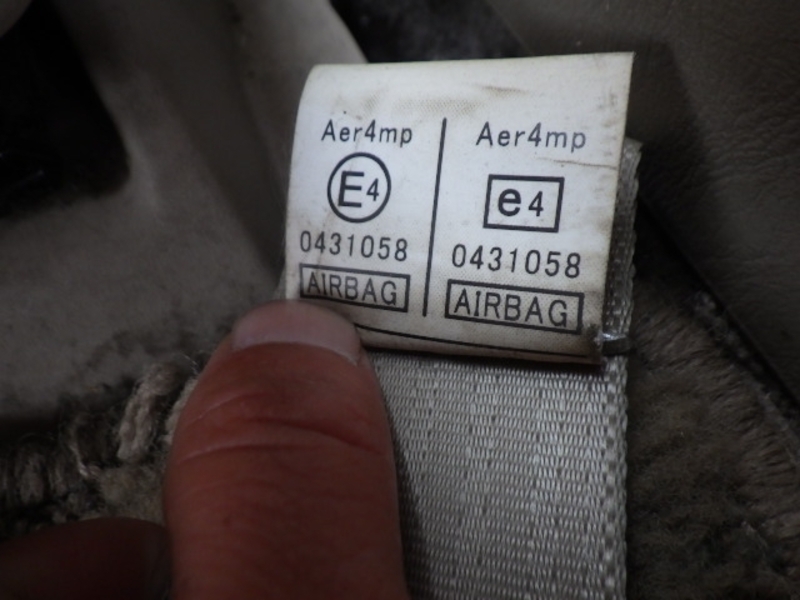 Aer4mp
E4
0431058
AIRBAG
Aer4mp
e4
0431058
AIRBAG